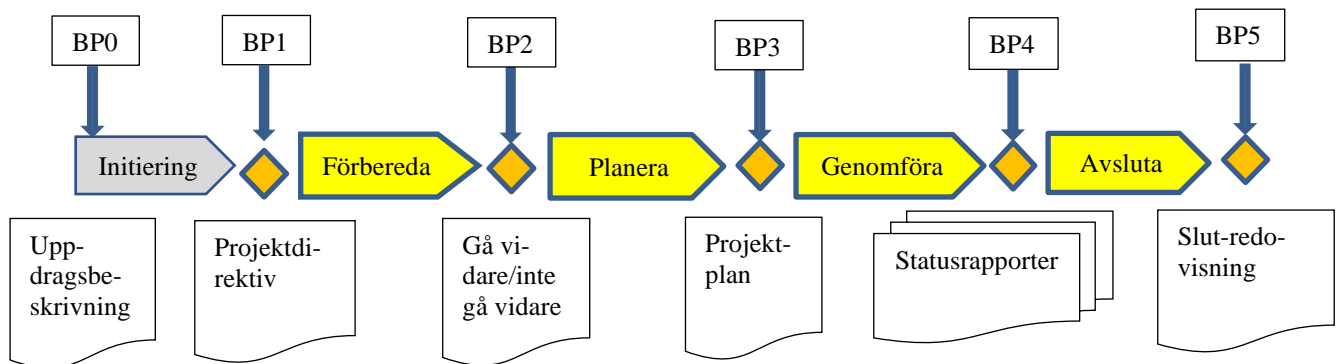 BP0
BP1
BP2
BP3
BP4
BP5
Initiering
Förbereda
Planera
Genomföra
Avsluta
Upp-
dragsbe-
skrivning
Projektdi-
rektiv
Gå vi-
dare/inte
gå vidare
Projekt-
plan
Statusrapporter
Slut-redo-
visning